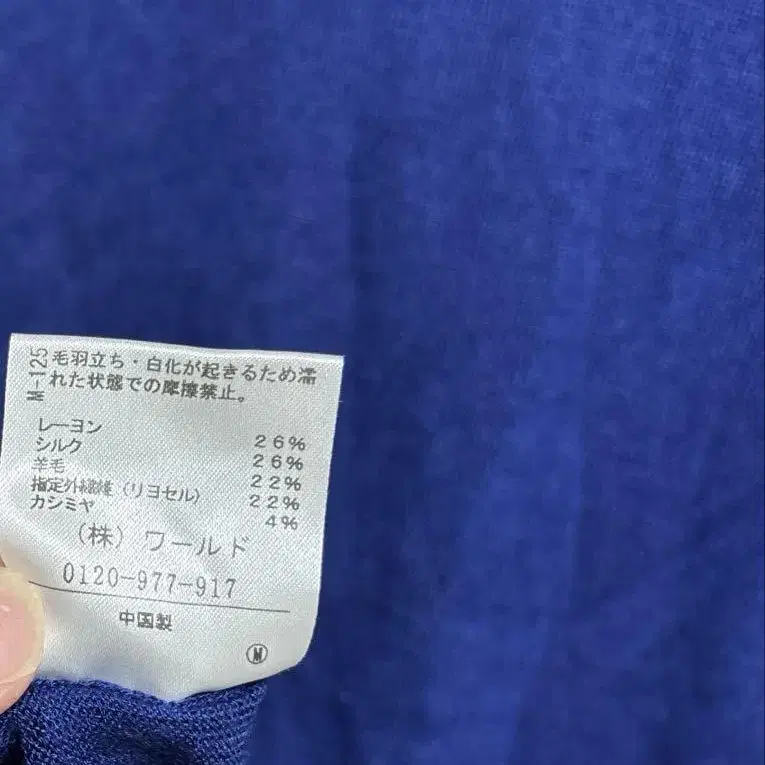 M-125
毛羽立ち・白化が起きるため濡
れた状態での摩擦禁止。
レーヨン 26%
シルク 26%
羊毛 22%
指定外繊維（リヨセル） 22%
カシミヤ 4%
（株）ワールド
0120-977-917
中国製
M